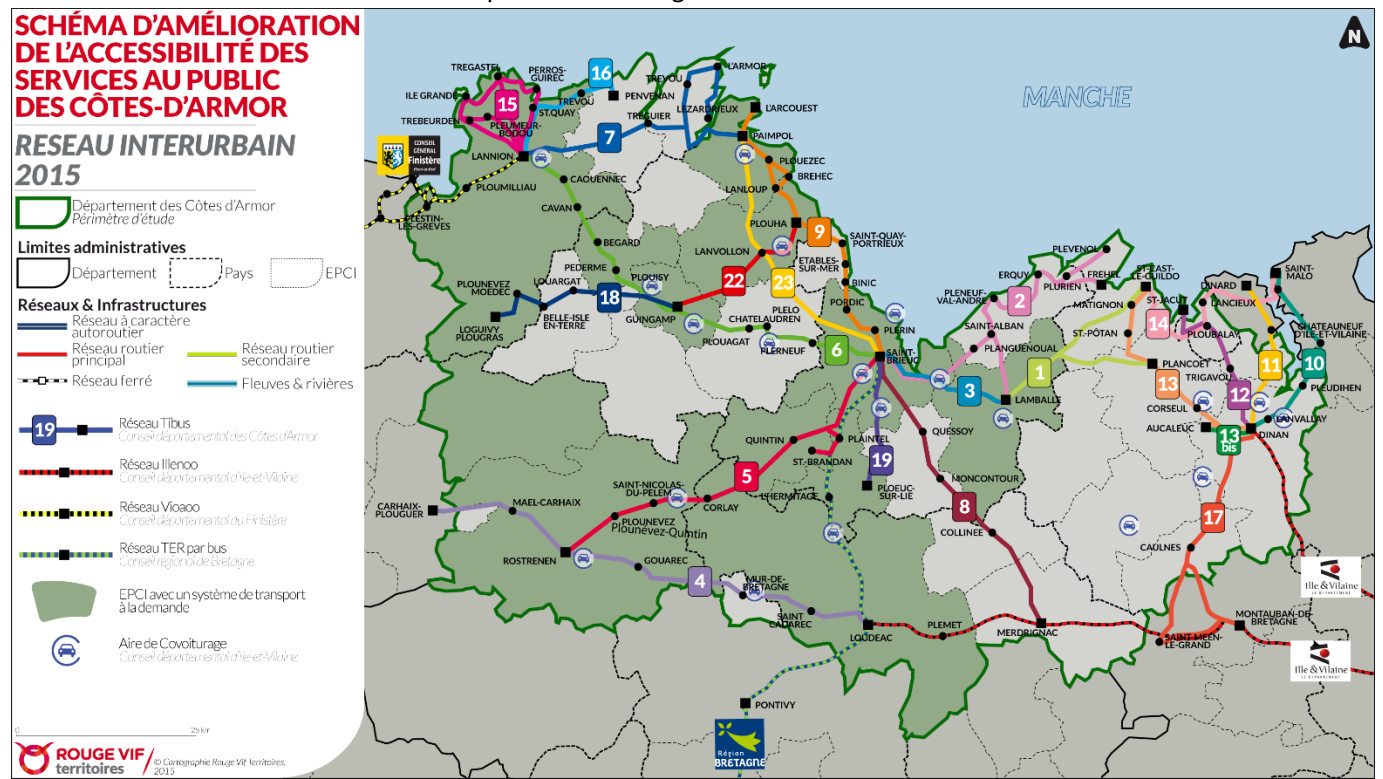 SCHÉMA D'AMÉLIORATION
DE L'ACCESSIBILITÉ DES
SERVICES AU PUBLIC
DES CÔTES-D'ARMOR
RESEAU INTERURBAIN
2015
Département des Côtes d'Armor
Périmètre d'étude
Limites administratives
Département
Pays
EPCI
Réseaux & Infrastructures
Réseau à caractère
autoroutier
Réseau routier
principal
Réseau routier
secondaire
Réseau ferré
Fleuves & rivières
19
Réseau Tibus
Conseil départemental des Côtes d'Armor
Réseau Illenoo
Conseil départemental d'Ile-et-Vilaine
Réseau Viaoo
Conseil départemental du Finistère
Réseau TER par bus
Conseil régional de Bretagne
EPCI avec un système de transport
à la demande
Aire de Covoiturage
Conseil départemental d'Ile-et-Vilaine
0
25 km
ROUGE VIF
territoires
© Cartographie Rouge Vif territoires,
2015
N
MANCHE
CONSEIL
GÉNÉRAL
Finistère
TREGASTEL
PERROS-
GUIREC
16
TREVOU
L'ARMOR
ILE GRANDE
15
TREVOU
PENVENAN
ST.QUAY
LEZARDRIEUX
L'ARCOUEST
TREBEURDEN
PLEUMEUR-
BODOU
TREGUIER
7
PAIMPOL
LANNION
PLOUEZEC
BREHEC
PLOUMILLIAU
CAOUENNEC
LANLOUP
PLESTIN-
LES-GREVES
CAVAN
PLOUHA
9
SAINT-QUAY-
PORTRIEUX
BEGARD
LANVOLLON
ETABLES-
SUR-MER
PEDERME
PLOUISY
22
23
BINIC
PLOUNEVEZ
MOEDEC
LOUARGAT
18
PORDIC
LOGUIVY
PLOUGRAS
BELLE-ISLE
EN-TERRE
GUINGAMP
CHATELAUDREN
PLELO
PLERIN
PLOUAGAT
PLERNEUF
6
SAINT-
BRIEUC
PLEVENOL
ERQUY
FREHEL
2
PLURIEN
PLENEUF-
VAL-ANDRE
SAINT-ALBAN
PLANGUENOUAL
ST-CAST-
LE-GUILDO
MATIGNON
ST-JACUT
ST.-PÔTAN
14
PLOUBALAY
DINARD
LANCIEUX
SAINT-
MALO
CHATEAUNEUF
D'ILE-ET-VILAINE
3
LAMBALLE
1
PLANCOËT
13
TRIGAVOU
12
11
10
PLEUDIHEN
CORSEUL
LANVALLAY
AUCALEUC
13
bis
DINAN
QUINTIN
PLAINTEL
QUESSOY
ST.-BRANDAN
19
5
SAINT-NICOLAS-
DU-PELEM
L'HERMITAGE
PLOEUC-
SUR-LIE
MONCONTOUR
CARHAIX-
PLOUGUER
MAEL-CARHAIX
CORLAY
8
17
PLOUNEVEZ
Plounévez-Quintin
COLLINEE
CAULNES
ROSTRENEN
GOUAREC
4
MUR-DE-
BRETAGNE
SAINT
CADAREC
LOUDEAC
PLEMET
MERDRIGNAC
SAINT-MEEN-
LE-GRAND
MONTAUBAN-DE-
BRETAGNE
Ille & Vilaine
LE DÉPARTEMENT
Ille & Vilaine
LE DÉPARTEMENT
PONTIVY
Région
BRETAGNE